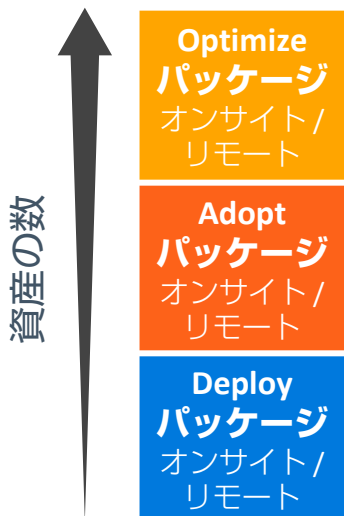 資産の数
Optimize
パッケージ
オンサイト /
リモート
Adopt
パッケージ
オンサイト /
リモート
Deploy
パッケージ
オンサイト /
リモート